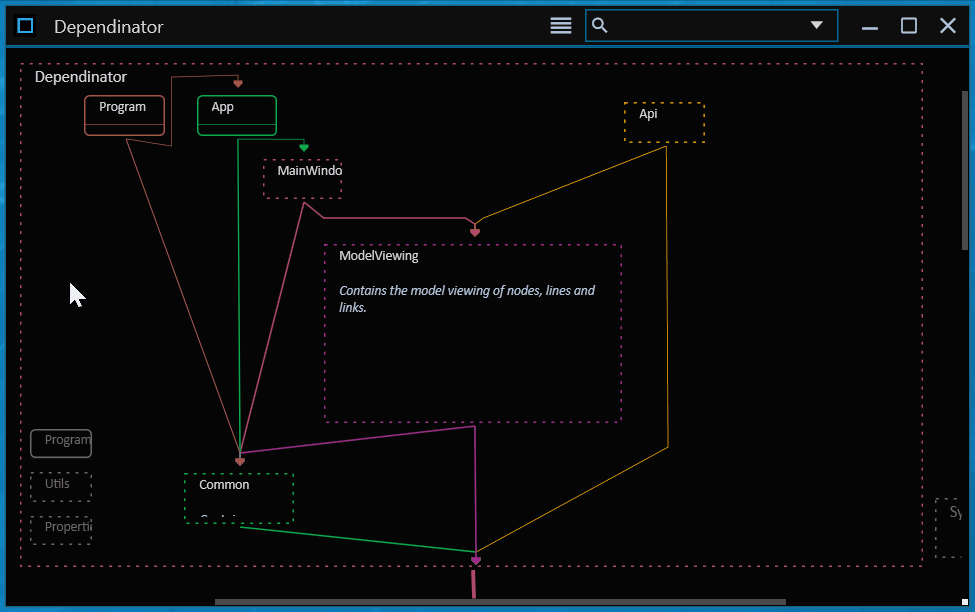 Dependinator
Dependinator
Program
App
Api
MainWindo
ModelViewing
Contains the model viewing of nodes, lines and
links.
Program
Common
Utils
Properti
Sy